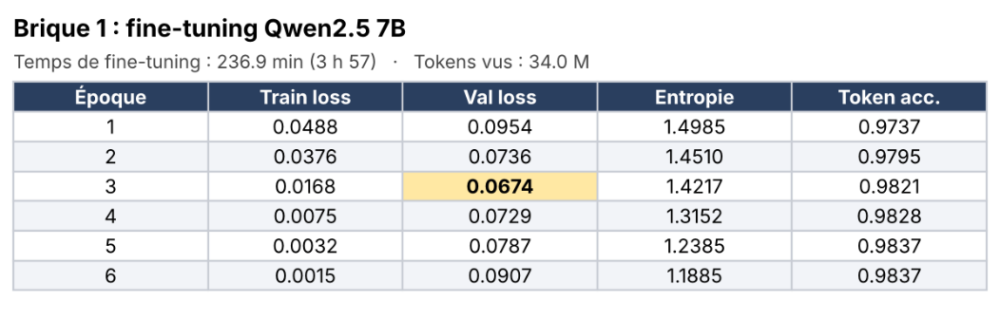 Brique 1 : fine-tuning Qwen2.5 7B
Temps de fine-tuning : 236.9 min (3 h 57) · Tokens vus : 34.0 M
Époque Train loss Val loss Entropie Token acc.
1 0.0488 0.0954 1.4985 0.9737
2 0.0376 0.0736 1.4510 0.9795
3 0.0168 0.0674 1.4217 0.9821
4 0.0075 0.0729 1.3152 0.9828
5 0.0032 0.0787 1.2385 0.9837
6 0.0015 0.0907 1.1885 0.9837